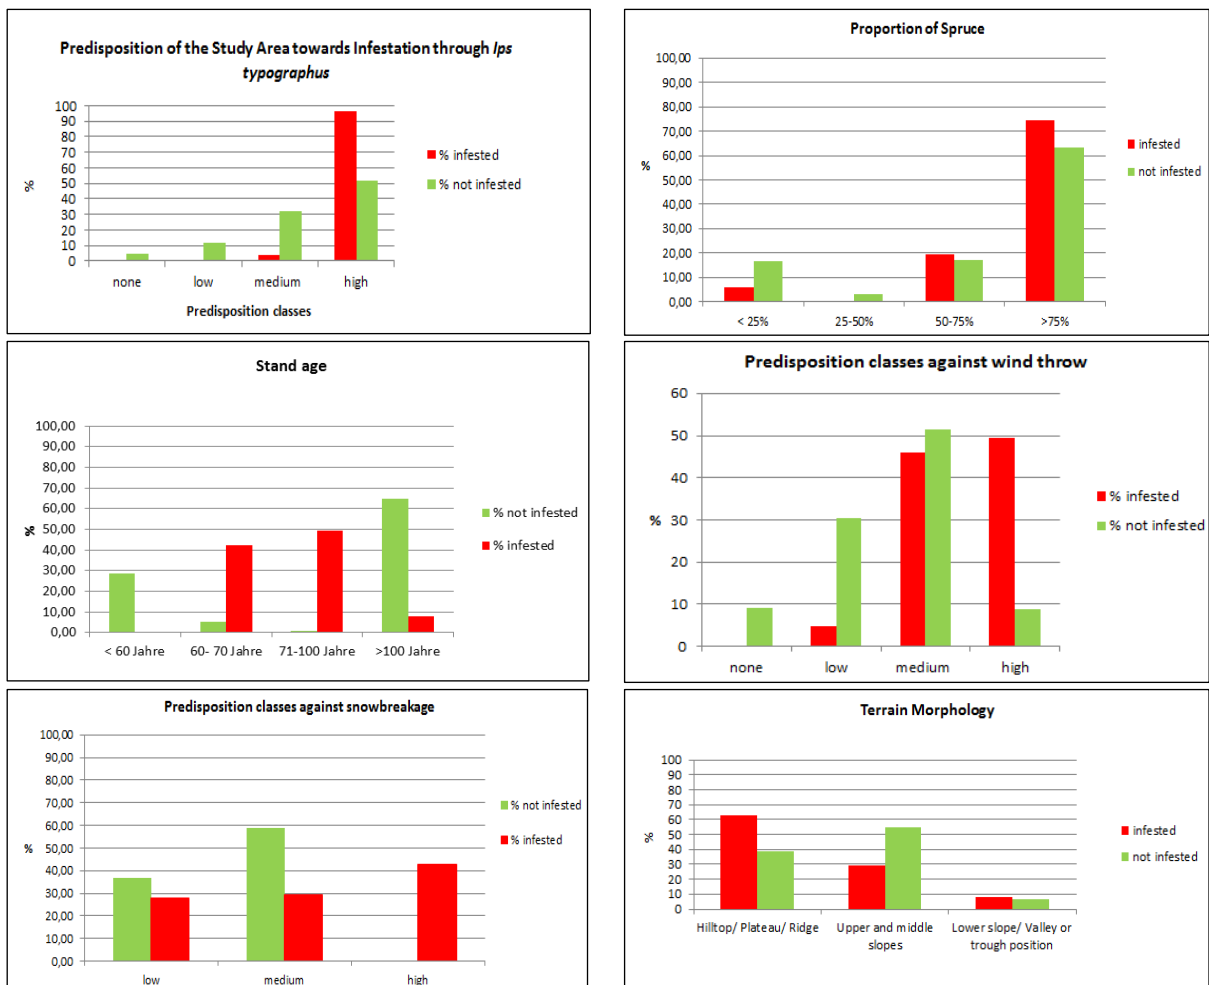 Predisposition of the Study Area towards Infestation through Ips
typographus
100
90
80
70
60
50
40
30
20
10
0
%
none low medium high
Predisposition classes
% infested
% not infested
Proportion of Spruce
100,00
90,00
80,00
70,00
60,00
50,00
40,00
30,00
20,00
10,00
0,00
%
< 25% 25-50% 50-75% >75%
infested
not infested
Stand age
100,00
90,00
80,00
70,00
60,00
50,00
40,00
30,00
20,00
10,00
0,00
%
< 60 Jahre 60- 70 Jahre 71-100 Jahre >100 Jahre
% not infested
% infested
Predisposition classes against wind throw
60
50
40
30
20
10
0
%
none low medium high
% infested
% not infested
Predisposition classes against snowbreakage
100,00
90,00
80,00
70,00
60,00
50,00
40,00
30,00
20,00
10,00
0,00
%
low medium high
% not infested
% infested
Terrain Morphology
100
90
80
70
60
50
40
30
20
10
0
%
Hilltop/ Plateau/ Ridge Upper and middle Lower slope/ Valley or
slopes trough position
infested
not infested